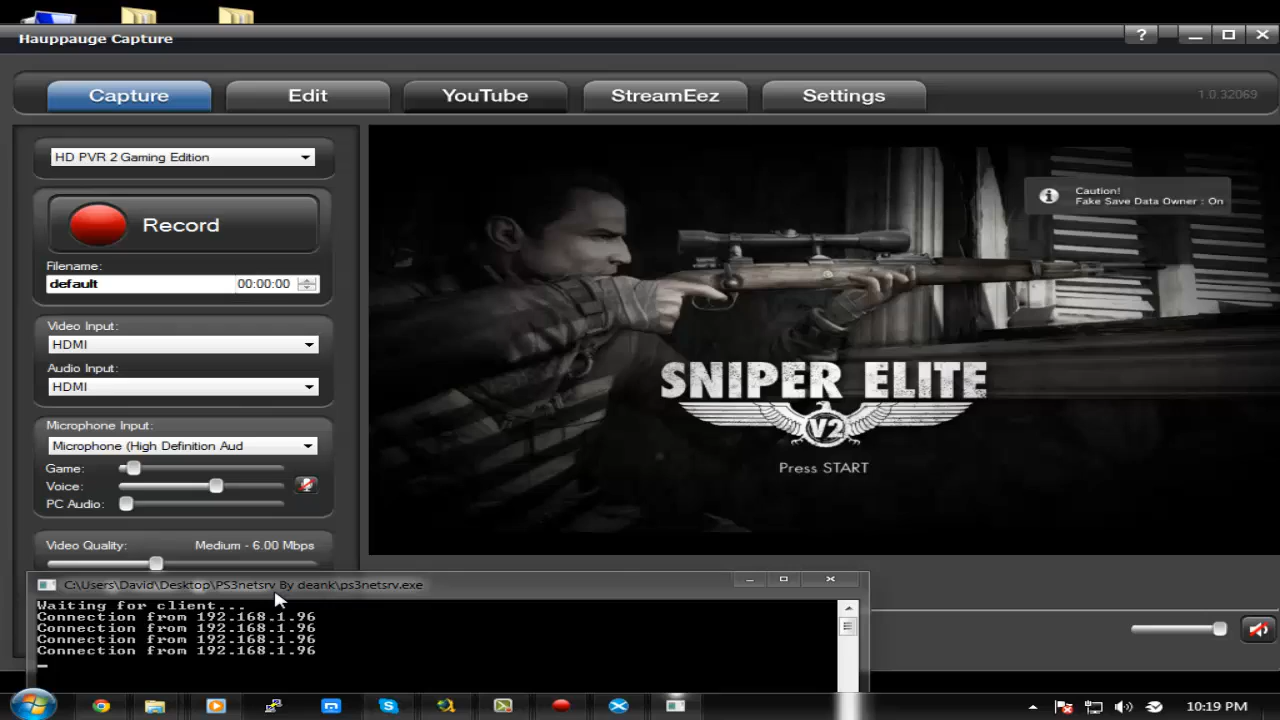 Hauppauge Capture
?
Capture
Edit
YouTube
StreamEez
Settings
1.0.32069
HD PVR 2 Gaming Edition
Record
Filename:
default
00:00:00
Video Input:
HDMI
Audio Input:
HDMI
Microphone Input:
Microphone (High Definition Aud
Game:
Voice:
PC Audio:
Video Quality:
Medium - 6.00 Mbps
Caution!
Fake Save Data Owner : On
SNIPER ELITE
V2
Press START
C:\Users\David\Desktop\PS3netsrv By deank\ps3netsrv.exe
Waiting for client...
Connection from 192.168.1.96
Connection from 192.168.1.96
Connection from 192.168.1.96
Connection from 192.168.1.96
10:19 PM